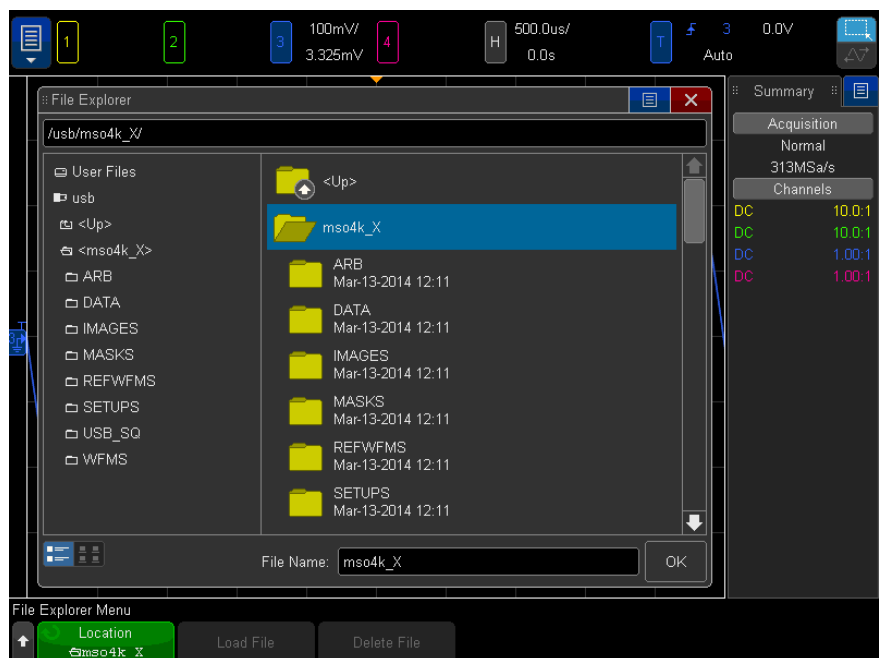 1
2
3
100mV/
3.325mV
4
H
500.0us/
0.0s
T
3
0.0V
Auto
File Explorer
/usb/mso4k_X/
User Files
usb
<Up>
<mso4k_X>
ARB
DATA
IMAGES
MASKS
REFWFMS
SETUPS
USB_SQ
WFMS
<Up>
mso4k_X
ARB
Mar-13-2014 12:11
DATA
Mar-13-2014 12:11
IMAGES
Mar-13-2014 12:11
MASKS
Mar-13-2014 12:11
REFWFMS
Mar-13-2014 12:11
SETUPS
Mar-13-2014 12:11
File Name: mso4k_X
OK
Summary
Acquisition
Normal
313MSa/s
Channels
DC 10.0:1
DC 10.0:1
DC 1.00:1
DC 1.00:1
3
File Explorer Menu
Location
mso4k_X
Load File
Delete File